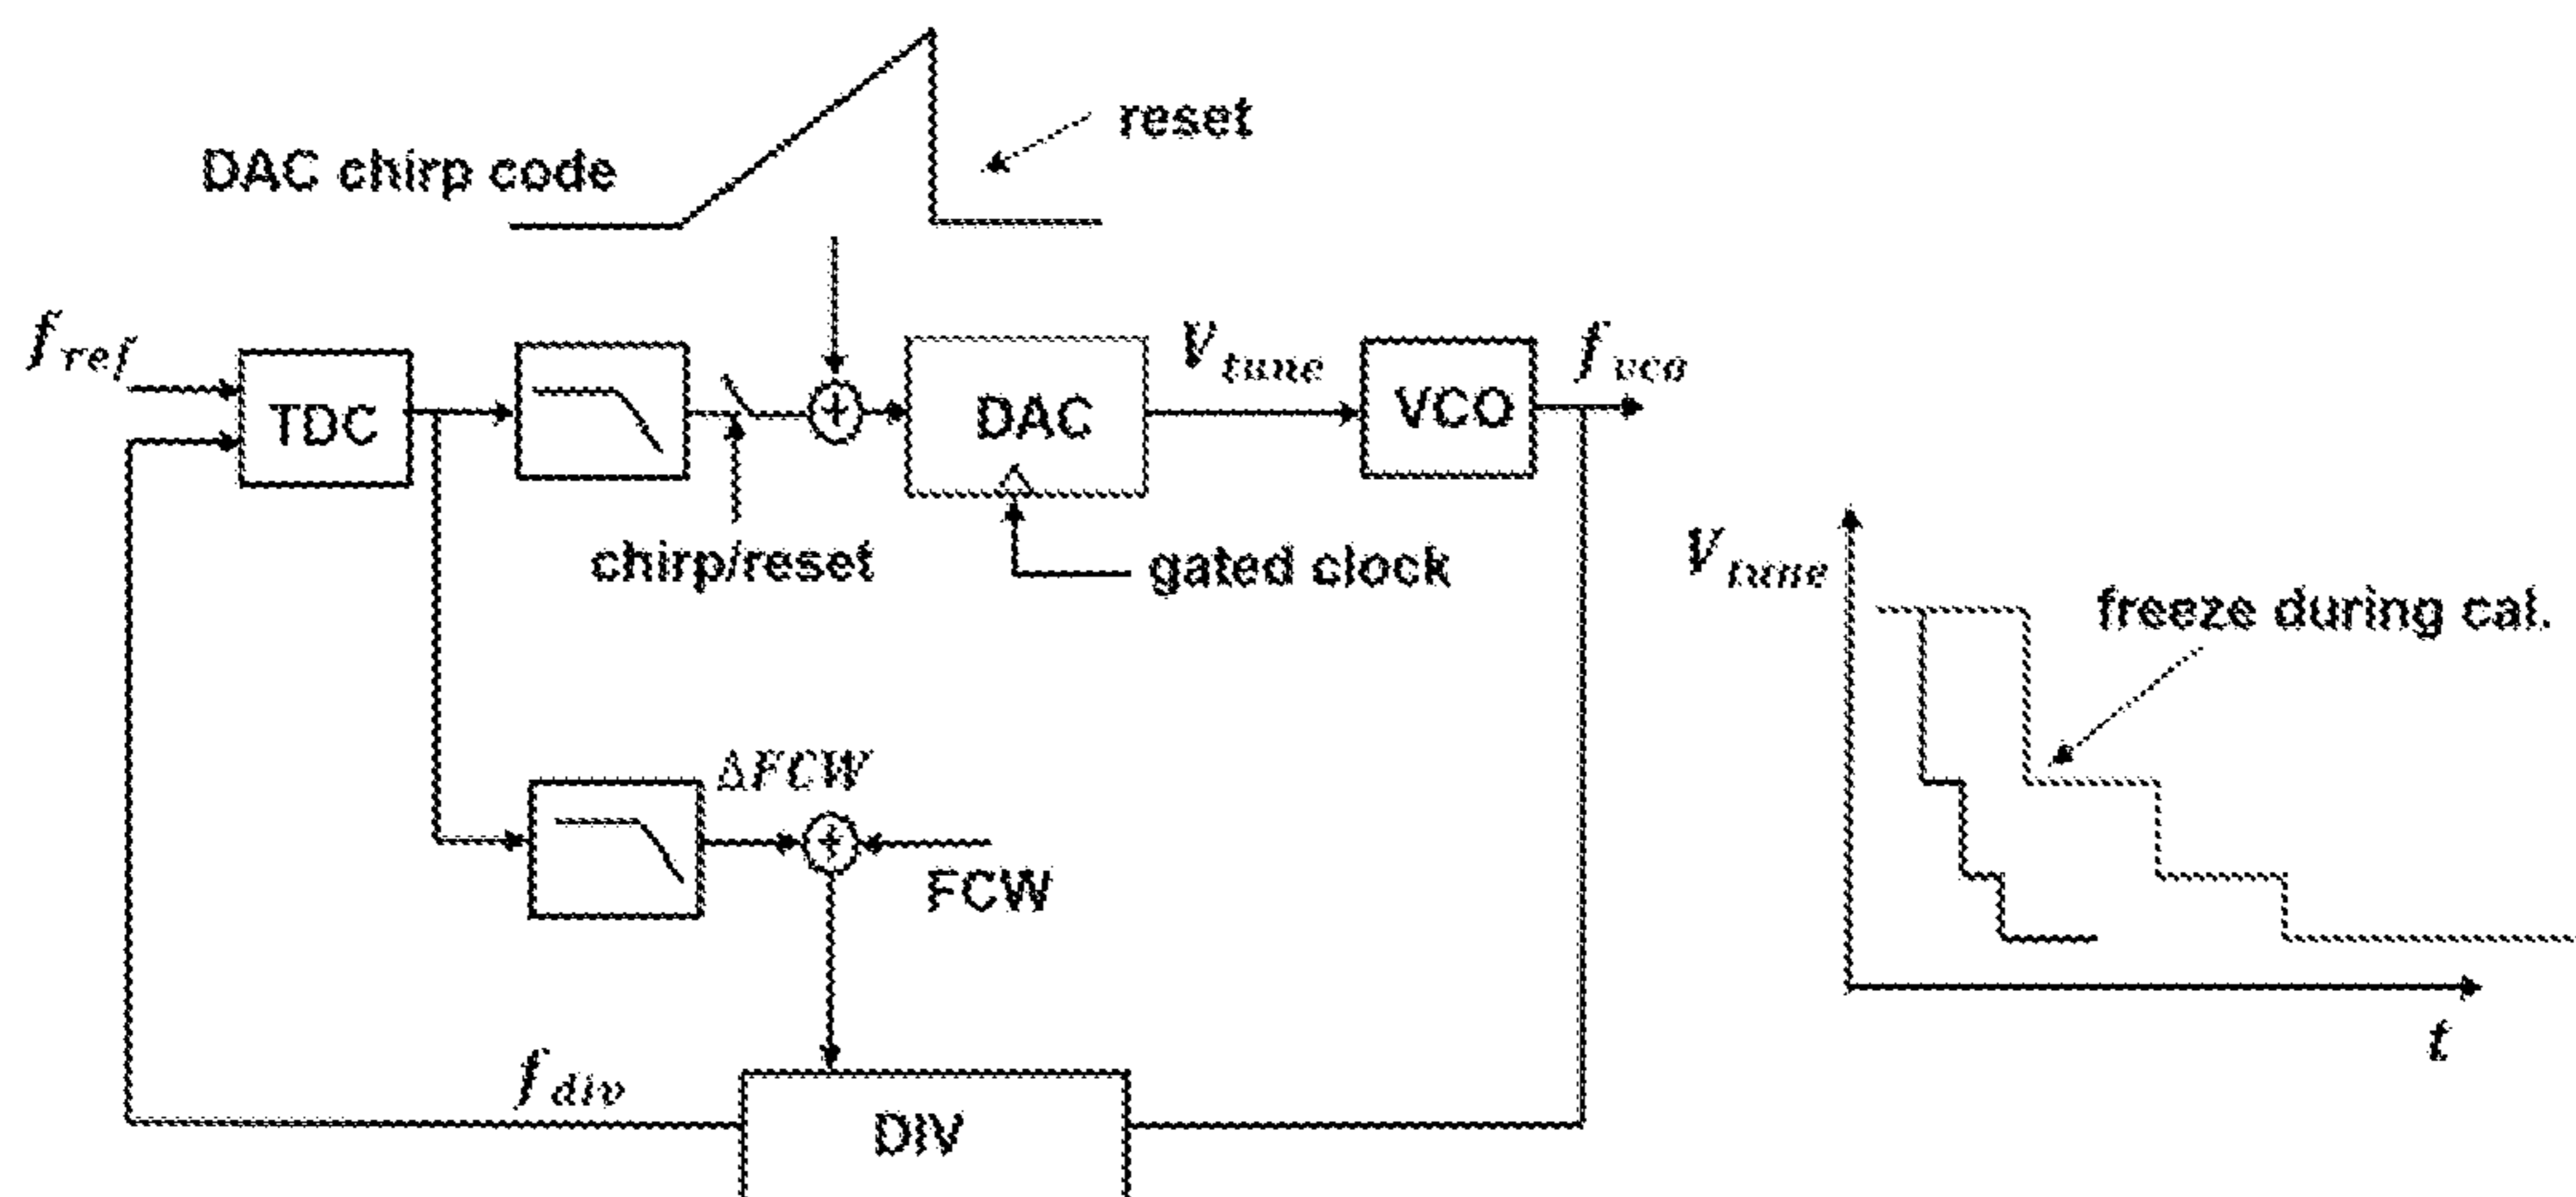 reset
DAC chirp code
f_ref
TDC
+
DAC
V_tune
VCO
f_vco
chirp/reset
gated clock
V_tune
freeze during cal.
ΔFCW
+
FCW
t
f_div
DIV